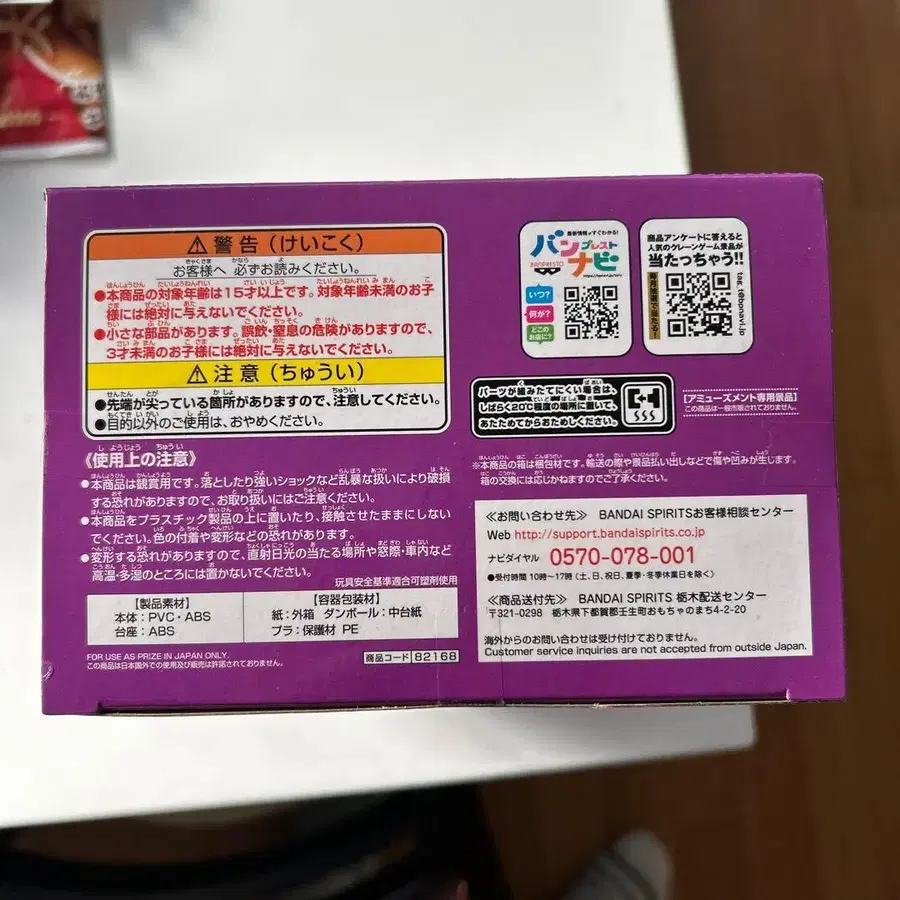 ⚠警告（けいこく）
お客様へ 必ずお読みください。
●本商品の対象年齢は15才以上です。対象年齢未満のお子
様には絶対に与えないでください。
●小さな部品があります。誤飲・窒息の危険がありますので、
3才未満のお子様には絶対に与えないでください。
⚠注意（ちゅうい）
●先端が尖っている箇所がありますので、注意してください。
●目的以外のご使用は、おやめください。
《使用上の注意》
●本商品は観賞用です。落としたり強いショックなど乱暴な扱いにより破損
する恐れがありますので、お取り扱いにはご注意ください。
●本商品をプラスチック製品の上に置いたり、接触させたままにしない
でください。色の付着や変形などの恐れがあります。
●変形する恐れがありますので、直射日光の当たる場所や窓際・車内など
高温・多湿のところには置かないでください。
玩具安全基準適合可塑剤使用
【製品素材】
本体：PVC・ABS
台座：ABS
【容器包装材】
紙：外箱 ダンボール：中台紙
プラ：保護材 PE
FOR USE AS PRIZE IN JAPAN ONLY.
この商品は日本国外での使用及び販売は許諾されておりません。
商品コード 82168
最新情報がすぐわかる!
バンプレストナビ
BANPRESTO
いつ?
何が?
どこのお店に?
商品アンケートに答えると
人気のクレーンゲーム景品が
当たっちゃう!!
毎月抽選で当たる!
パーツが組みたてにくい場合は、
しばらく20℃程度の場所に置いて、
あたためてからおためしください。
[アミューズメント専用景品]
この商品は一般市販されておりません。
※本商品の箱は梱包材です。輸送の際や景品払い出しなどで傷や凹みが生じます。
箱の交換には応じかねますのでご了承ください。
≪お問い合わせ先≫ BANDAI SPIRITSお客様相談センター
Web http://support.bandaispirits.co.jp
ナビダイヤル 0570-078-001
●受付時間 10時〜17時（土、日、祝日、夏季・冬季休業日を除く）
≪商品送付先≫ BANDAI SPIRITS 栃木配送センター
〒321-0298 栃木県下都賀郡壬生町おもちゃのまち4-2-20
海外からのお問い合わせは受け付けておりません。
Customer service inquiries are not accepted from outside Japan.